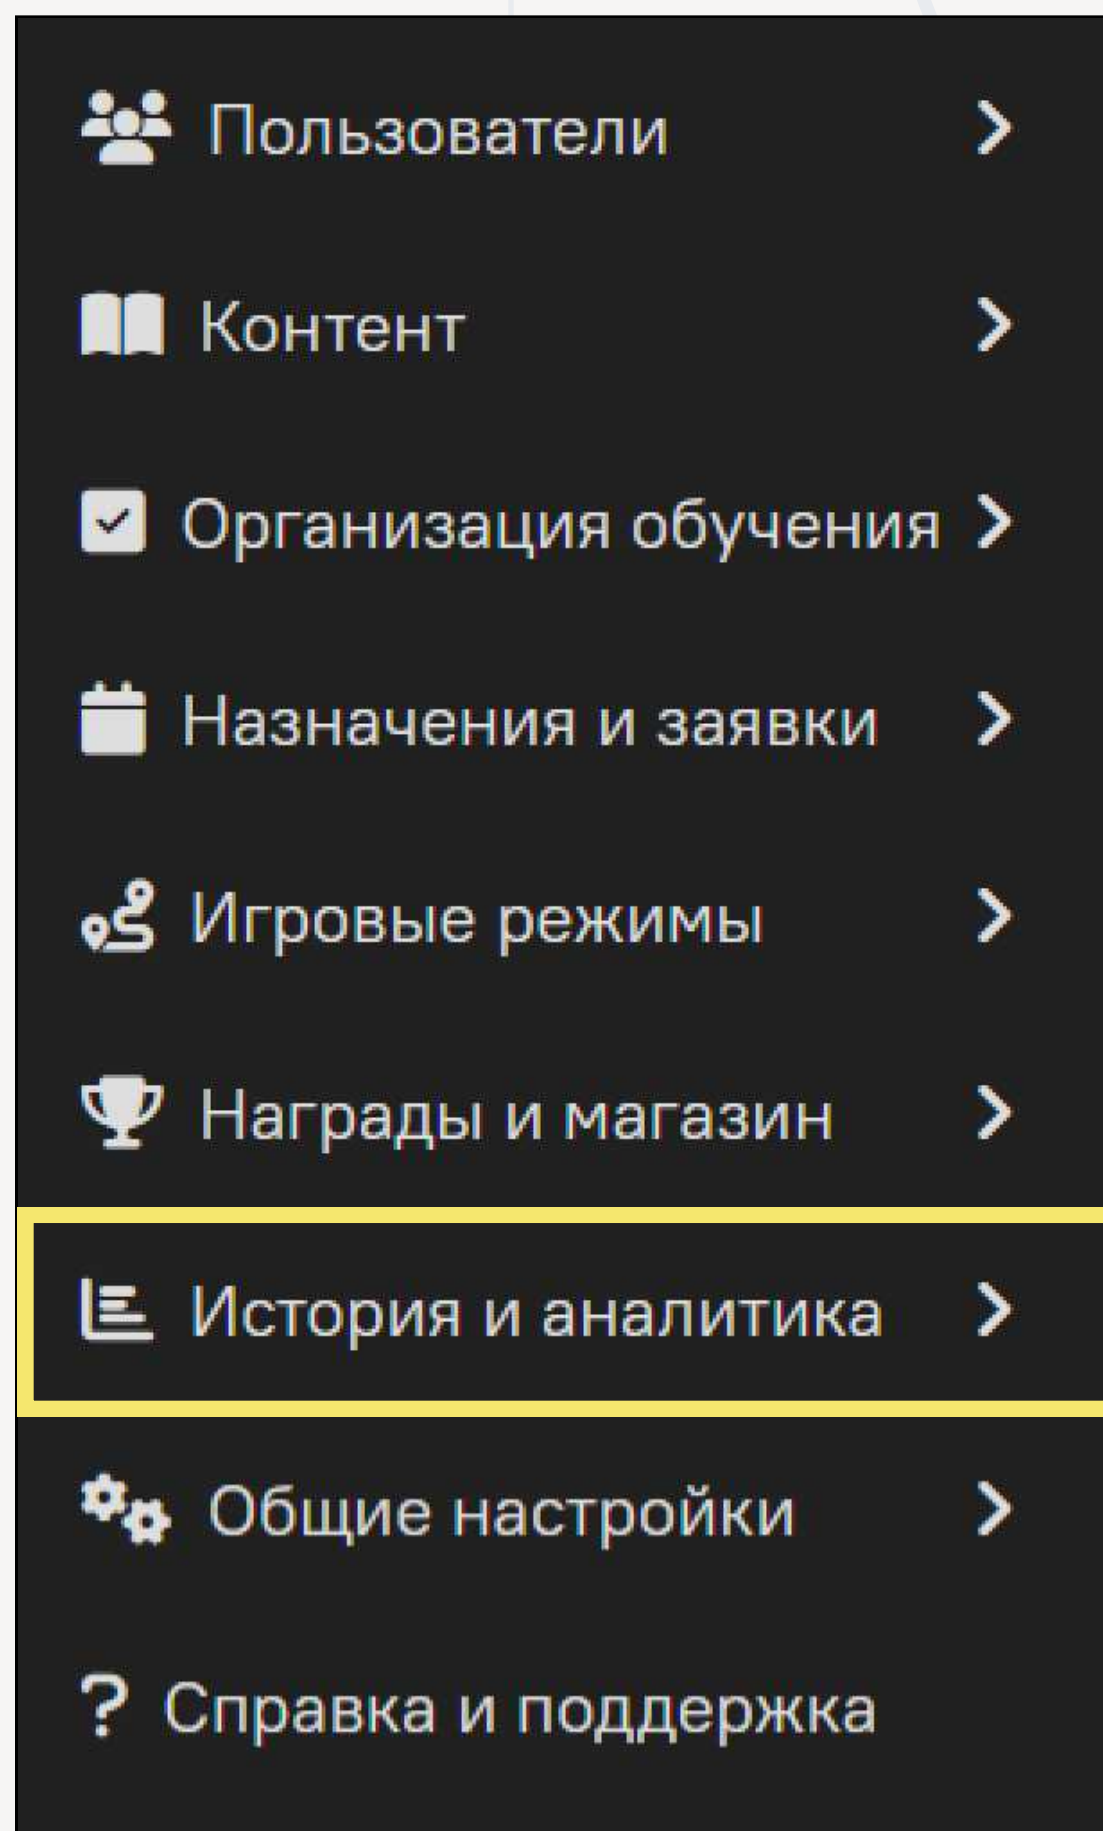 Пользователи
Контент
Организация обучения
Назначения и заявки
Игровые режимы
Награды и магазин
История и аналитика
Общие настройки
Справка и поддержка